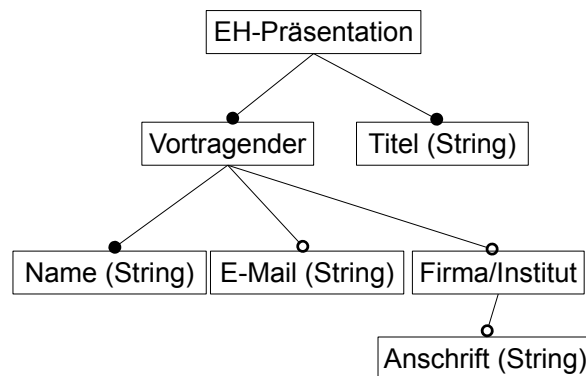 EH-Präsentation
Vortragender
Titel (String)
Name (String)
E-Mail (String)
Firma/Institut
Anschrift (String)